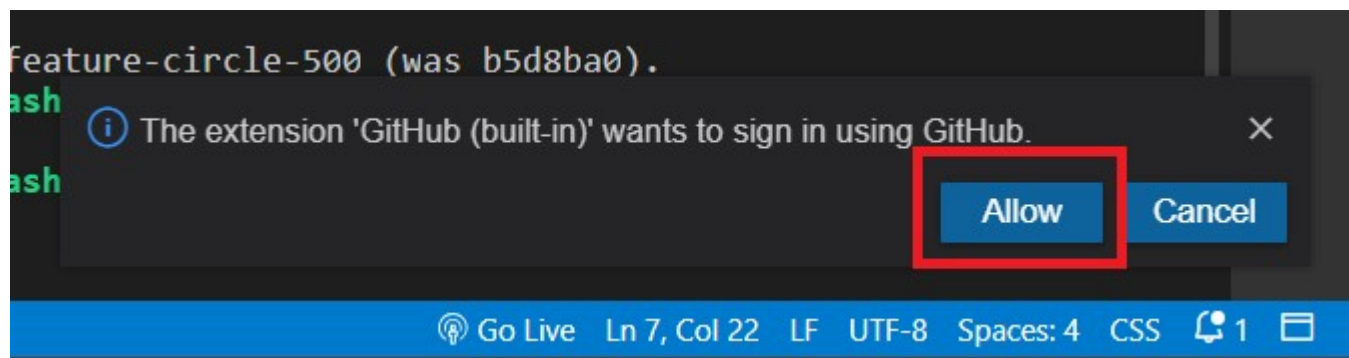 feature-circle-500 (was b5d8ba0).
ash
The extension 'GitHub (built-in)' wants to sign in using GitHub.
ash
Allow Cancel
Go Live Ln 7, Col 22 LF UTF-8 Spaces: 4 CSS 1